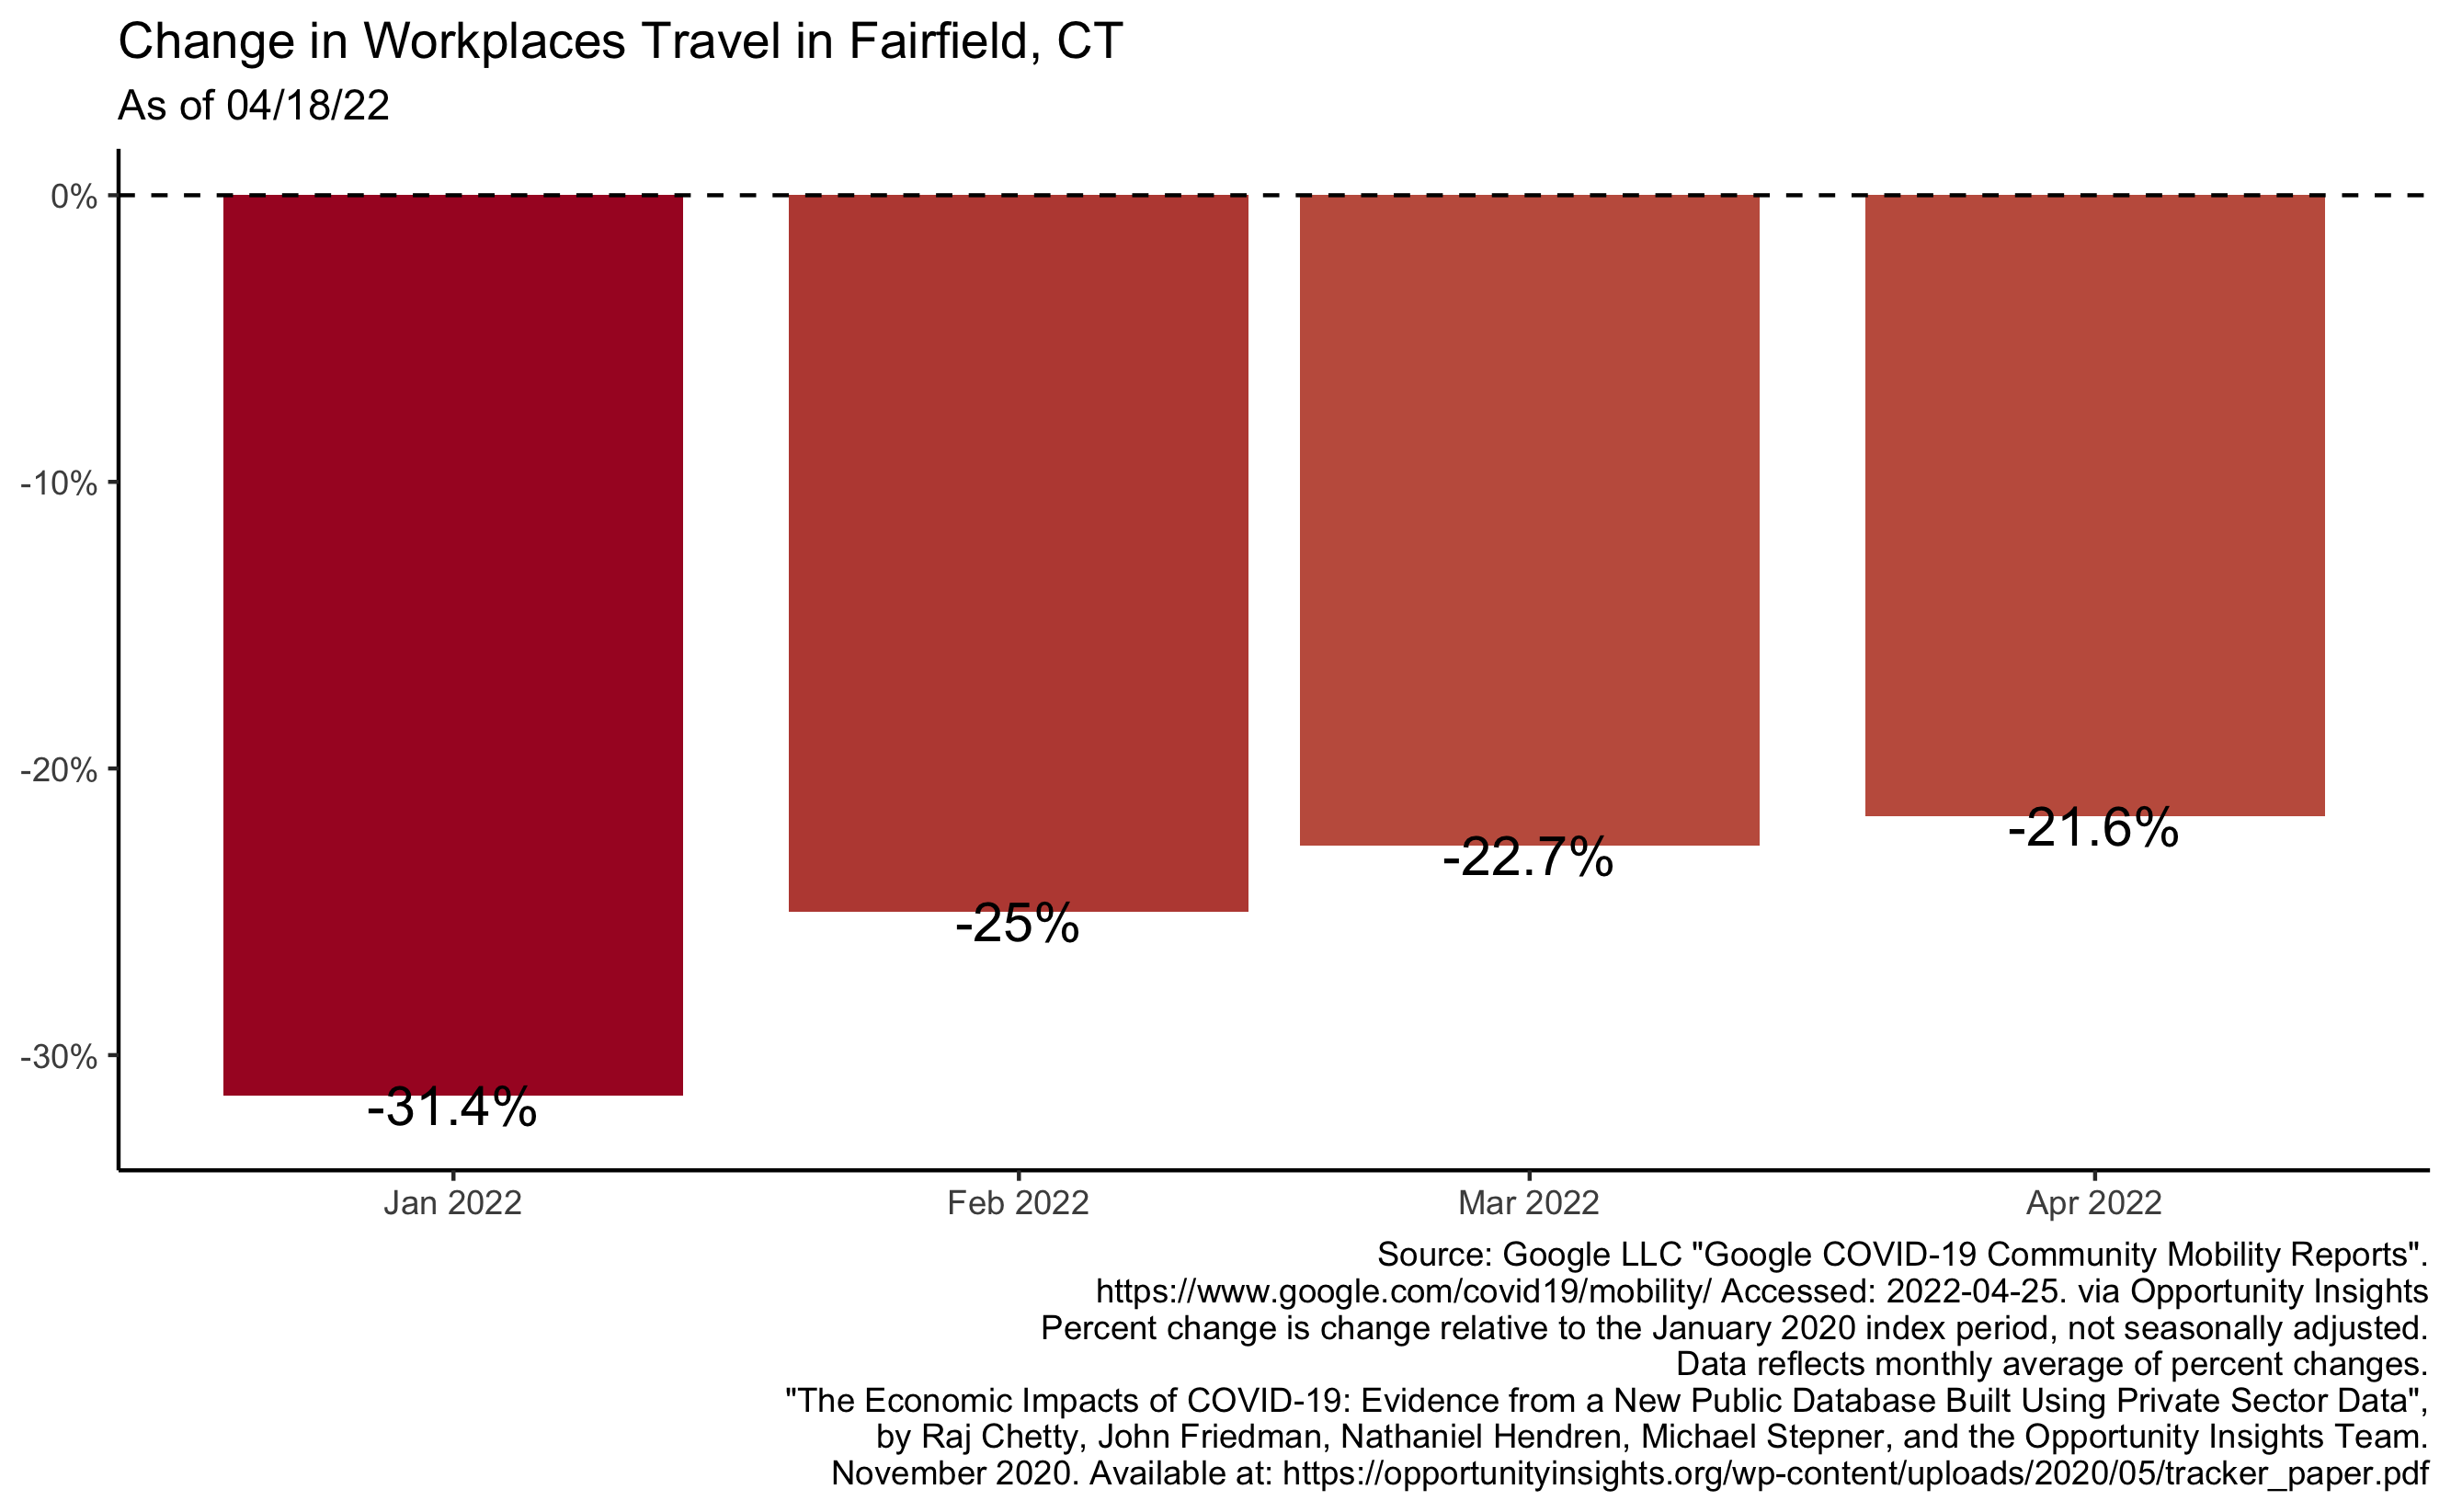 Change in Workplaces Travel in Fairfield, CT
As of 04/18/22
0%
-10%
-20%
-30%
-31.4%
-25%
-22.7%
-21.6%
Jan 2022
Feb 2022
Mar 2022
Apr 2022
Source: Google LLC "Google COVID-19 Community Mobility Reports".
https://www.google.com/covid19/mobility/ Accessed: 2022-04-25. via Opportunity Insights
Percent change is change relative to the January 2020 index period, not seasonally adjusted.
Data reflects monthly average of percent changes.
"The Economic Impacts of COVID-19: Evidence from a New Public Database Built Using Private Sector Data",
by Raj Chetty, John Friedman, Nathaniel Hendren, Michael Stepner, and the Opportunity Insights Team.
November 2020. Available at: https://opportunityinsights.org/wp-content/uploads/2020/05/tracker_paper.pdf